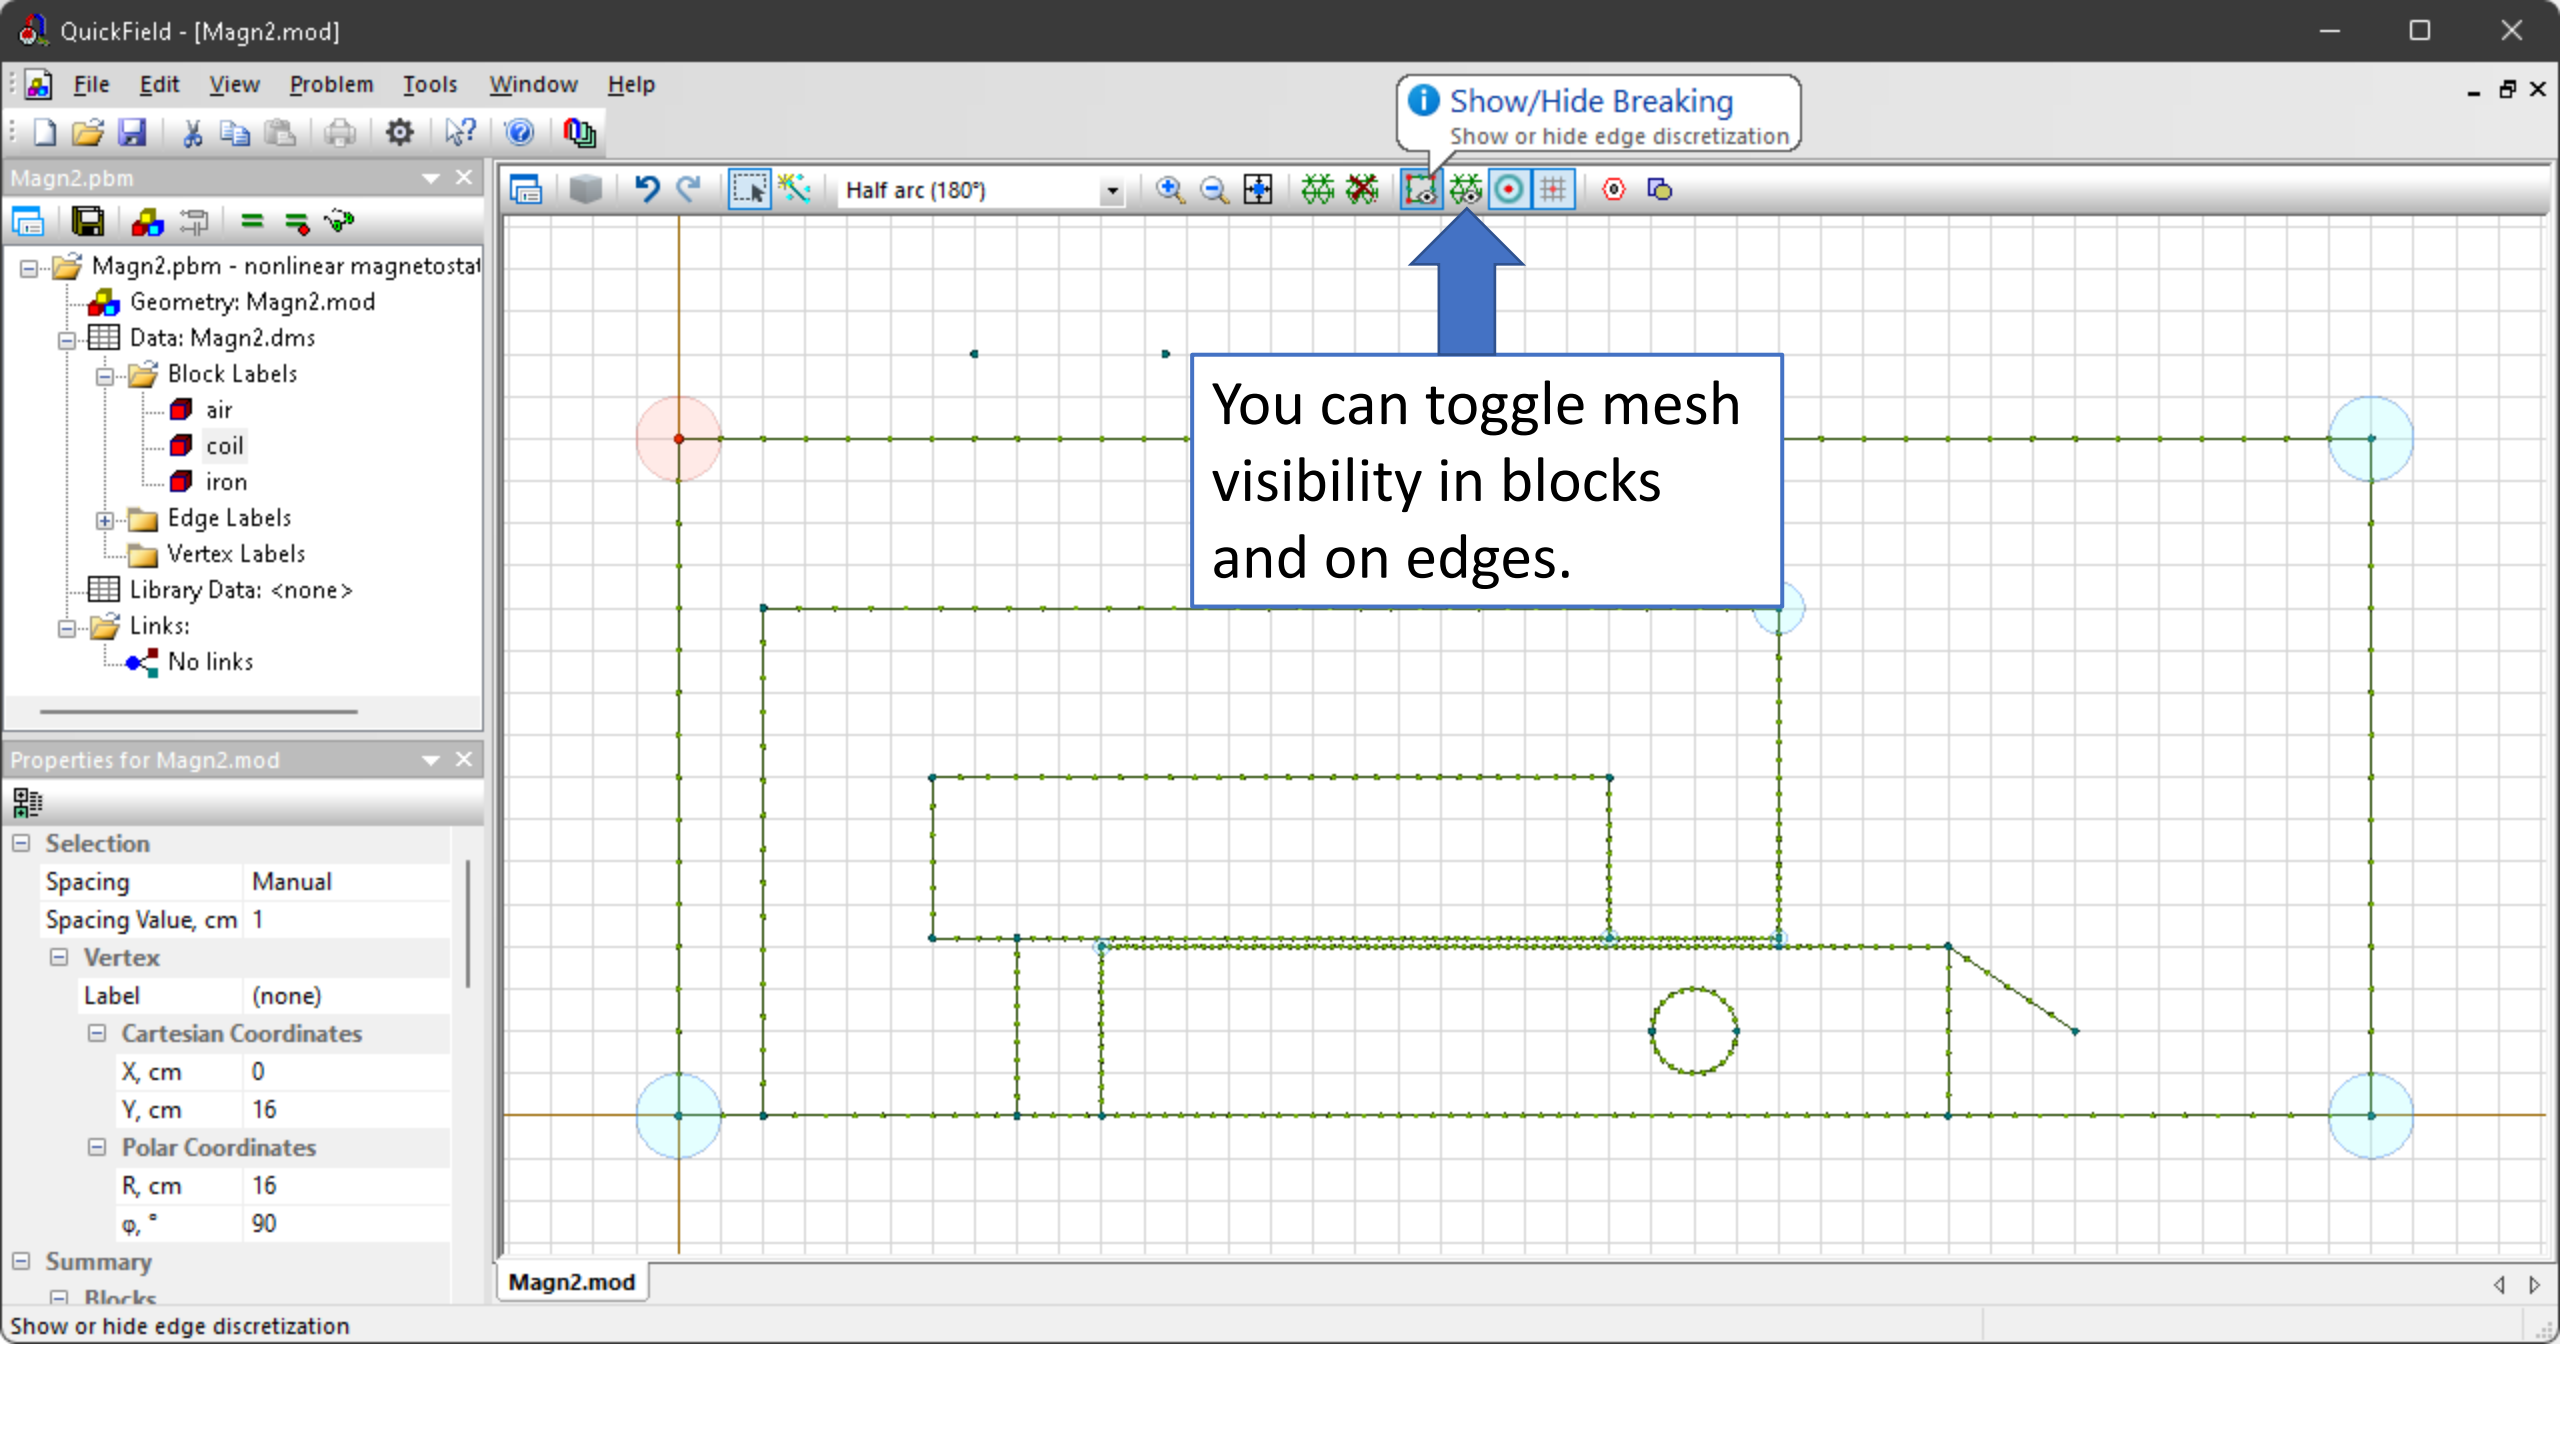 QuickField - [Magn2.mod]
File Edit View Problem Tools Window Help
Show/Hide Breaking
Show or hide edge discretization
Magn2.pbm
Half arc (180°)
Magn2.pbm - nonlinear magnetostat
Geometry: Magn2.mod
Data: Magn2.dms
Block Labels
air
coil
iron
Edge Labels
Vertex Labels
Library Data: <none>
Links:
No links
You can toggle mesh
visibility in blocks
and on edges.
Properties for Magn2.mod
Selection
Spacing Manual
Spacing Value, cm 1
Vertex
Label (none)
Cartesian Coordinates
X, cm 0
Y, cm 16
Polar Coordinates
R, cm 16
φ, ° 90
Summary
Blocks
Magn2.mod
Show or hide edge discretization